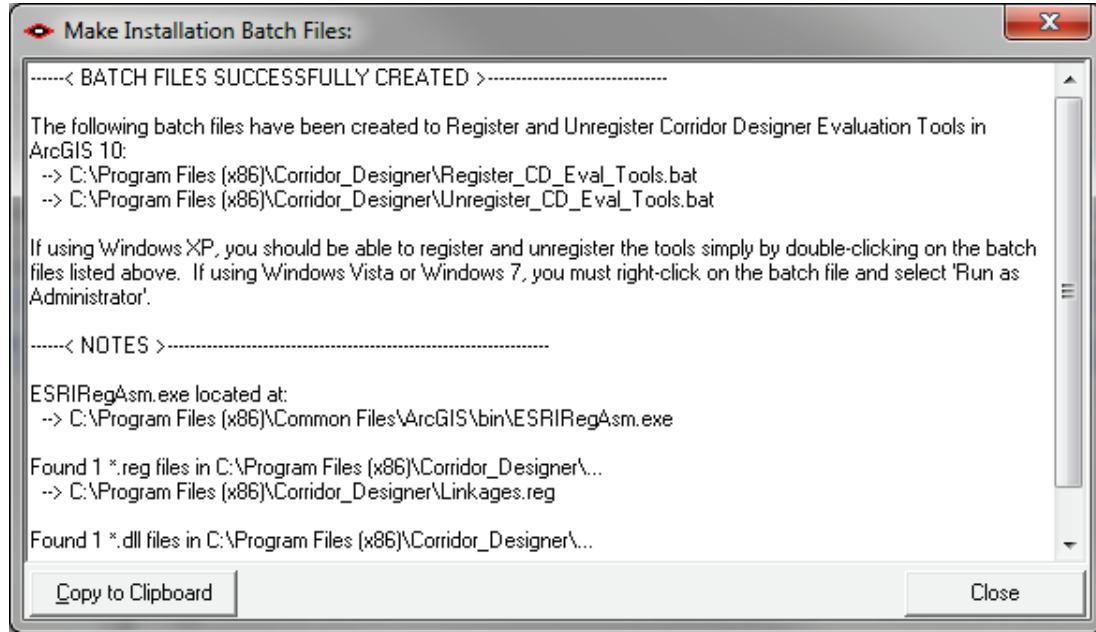 Make Installation Batch Files:
X
------< BATCH FILES SUCCESSFULLY CREATED >--------------------------------
The following batch files have been created to Register and Unregister Corridor Designer Evaluation Tools in
ArcGIS 10:
--> C:\Program Files (x86)\Corridor_Designer\Register_CD_Eval_Tools.bat
--> C:\Program Files (x86)\Corridor_Designer\Unregister_CD_Eval_Tools.bat
If using Windows XP, you should be able to register and unregister the tools simply by double-clicking on the batch
files listed above.  If using Windows Vista or Windows 7, you must right-click on the batch file and select 'Run as
Administrator'.
------< NOTES >--------------------------------------------------------------------
ESRIRegAsm.exe located at:
--> C:\Program Files (x86)\Common Files\ArcGIS\bin\ESRIRegAsm.exe
Found 1 *.reg files in C:\Program Files (x86)\Corridor_Designer\...
--> C:\Program Files (x86)\Corridor_Designer\Linkages.reg
Found 1 *.dll files in C:\Program Files (x86)\Corridor_Designer\...
Copy to Clipboard
Close